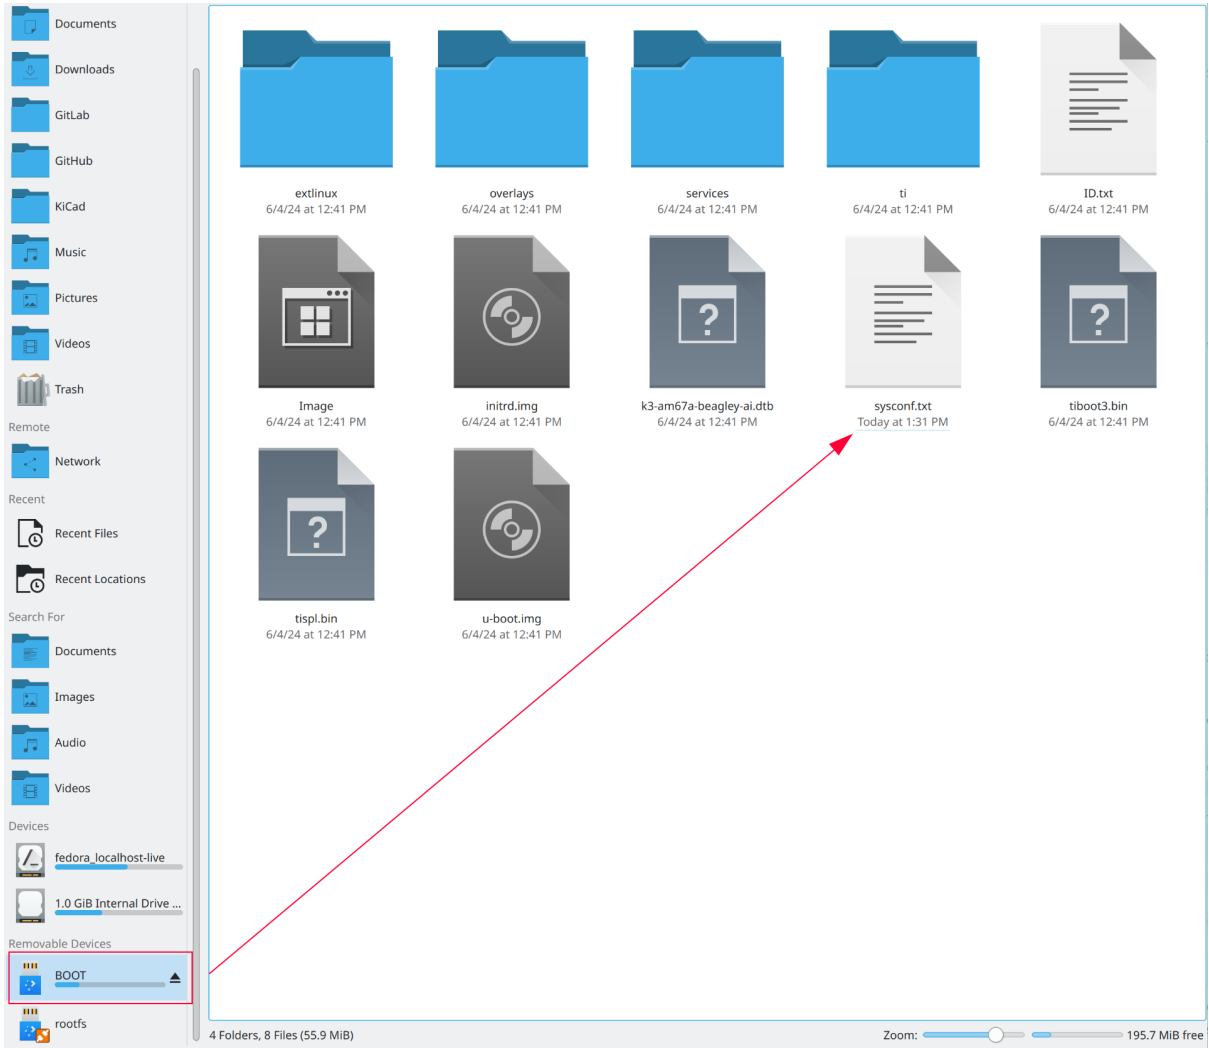 Documents
Downloads
GitLab
GitHub
KiCad
Music
Pictures
Videos
Trash
Remote
Network
Recent
Recent Files
Recent Locations
Search For
Documents
Images
Audio
Videos
Devices
fedora_localhost-live
1.0 GiB Internal Drive ...
Removable Devices
BOOT
rootfs
extlinux
6/4/24 at 12:41 PM
overlays
6/4/24 at 12:41 PM
services
6/4/24 at 12:41 PM
ti
6/4/24 at 12:41 PM
ID.txt
6/4/24 at 12:41 PM
Image
6/4/24 at 12:41 PM
initrd.img
6/4/24 at 12:41 PM
k3-am67a-beagley-ai.dtb
6/4/24 at 12:41 PM
sysconf.txt
Today at 1:31 PM
tiboot3.bin
6/4/24 at 12:41 PM
tispl.bin
6/4/24 at 12:41 PM
u-boot.img
6/4/24 at 12:41 PM
4 Folders, 8 Files (55.9 MiB)
Zoom:
195.7 MiB free